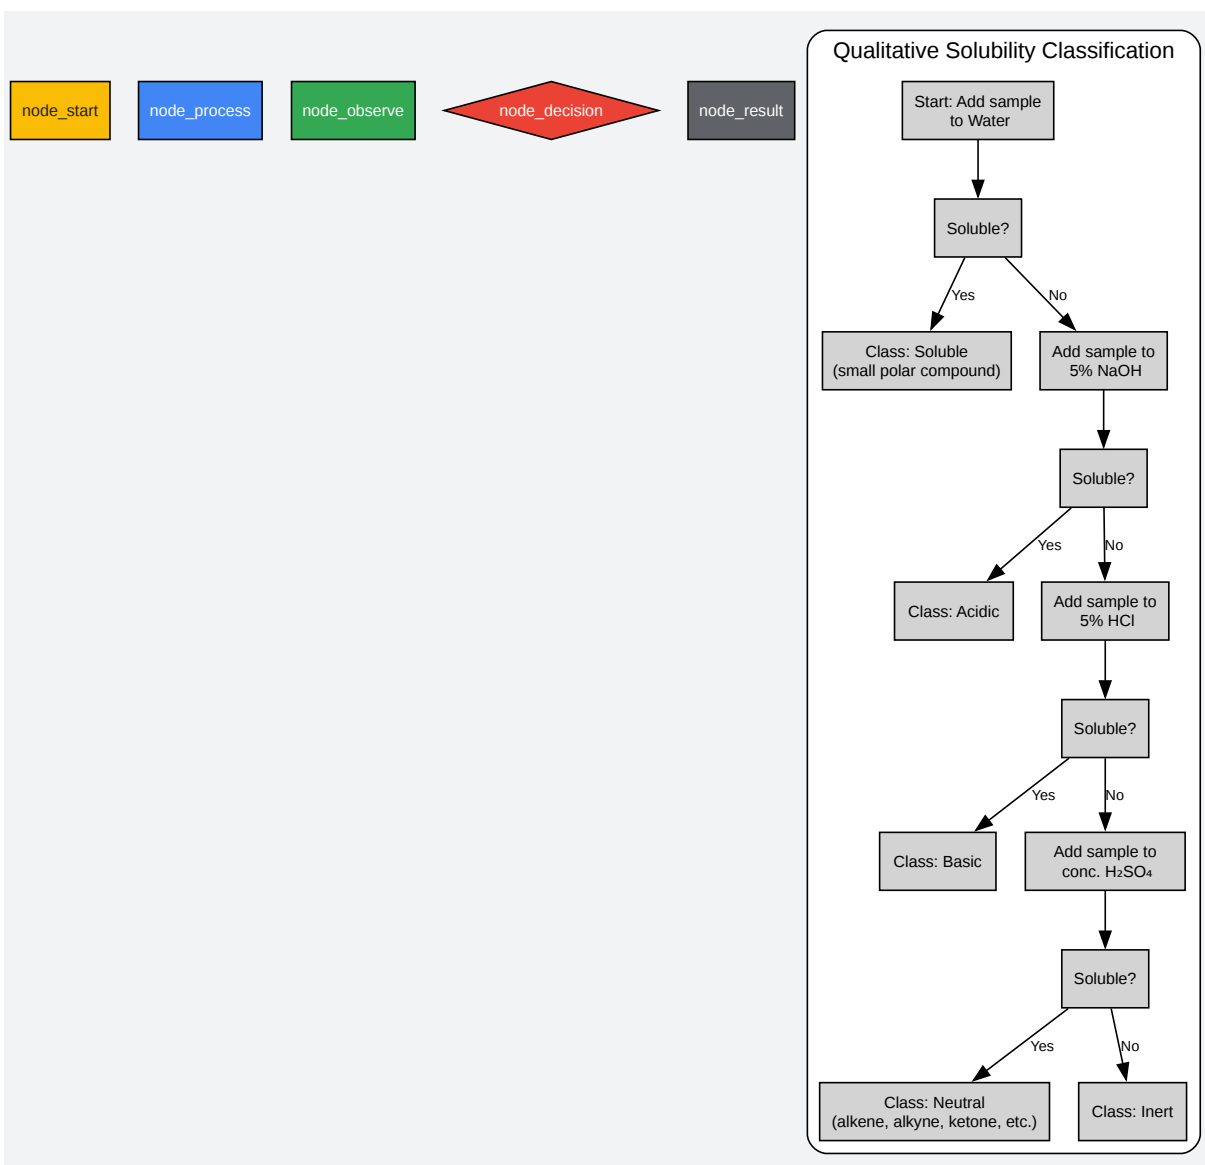 Qualitative Solubility Classification
node_start
node_process
node_observe
node_decision
node_result
Start: Add sample
to Water
Soluble?
Yes
No
Class: Soluble
(small polar compound)
Add sample to
5% NaOH
Soluble?
Yes
No
Class: Acidic
Add sample to
5% HCl
Soluble?
Yes
No
Class: Basic
Add sample to
conc. H₂SO₄
Soluble?
Yes
No
Class: Neutral
(alkene, alkyne, ketone, etc.)
Class: Inert